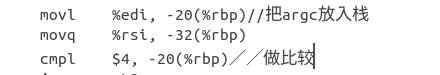 movl %edi, -20(%rbp)//把argc放入栈
movq %rsi, -32(%rbp)
cmpl $4, -20(%rbp)／／做比较